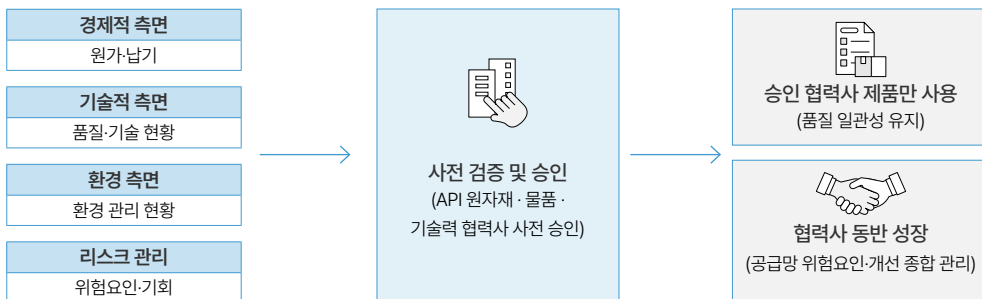 경제적 측면
원가·납기
기술적 측면
품질·기술 현황
환경 측면
환경 관리 현황
리스크 관리
위험요인·기회
사전 검증 및 승인
(API 원자재 · 물품 ·
기술력 협력사 사전 승인)
승인 협력사 제품만 사용
(품질 일관성 유지)
협력사 동반 성장
(공급망 위험요인·개선 종합 관리)